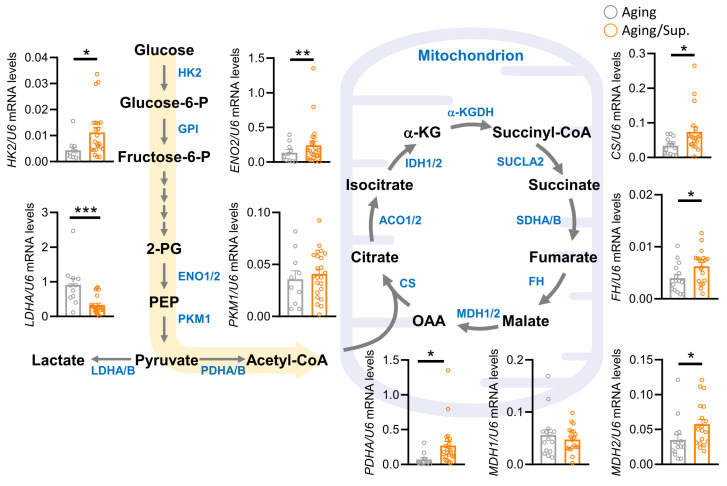 Aging
Aging/Sup.
HK2/U6 mRNA levels
0.04
0.03
0.02
0.01
0.00
*
Glucose
HK2
Glucose-6-P
GPI
Fructose-6-P
2-PG
ENO1/2
PEP
PKM1
Lactate
LDHA/B
Pyruvate
PDHA/B
Acetyl-CoA
ENO2/U6 mRNA levels
1.5
1.0
0.5
0.0
**
LDHA/U6 mRNA levels
3
2
1
0
***
PKM1/U6 mRNA levels
0.10
0.05
0.00
Mitochondrion
α-KGDH
α-KG
Succinyl-CoA
IDH1/2
SUCLA2
Isocitrate
Succinate
ACO1/2
SDHA/B
Citrate
Fumarate
CS
FH
OAA
MDH1/2
Malate
CS/U6 mRNA levels
0.3
0.2
0.1
0.0
*
FH/U6 mRNA levels
0.02
0.01
0.00
*
PDHA/U6 mRNA levels
1.5
1.0
0.5
0.0
*
MDH1/U6 mRNA levels
0.2
0.1
0.0
MDH2/U6 mRNA levels
0.15
0.10
0.05
0.00
*